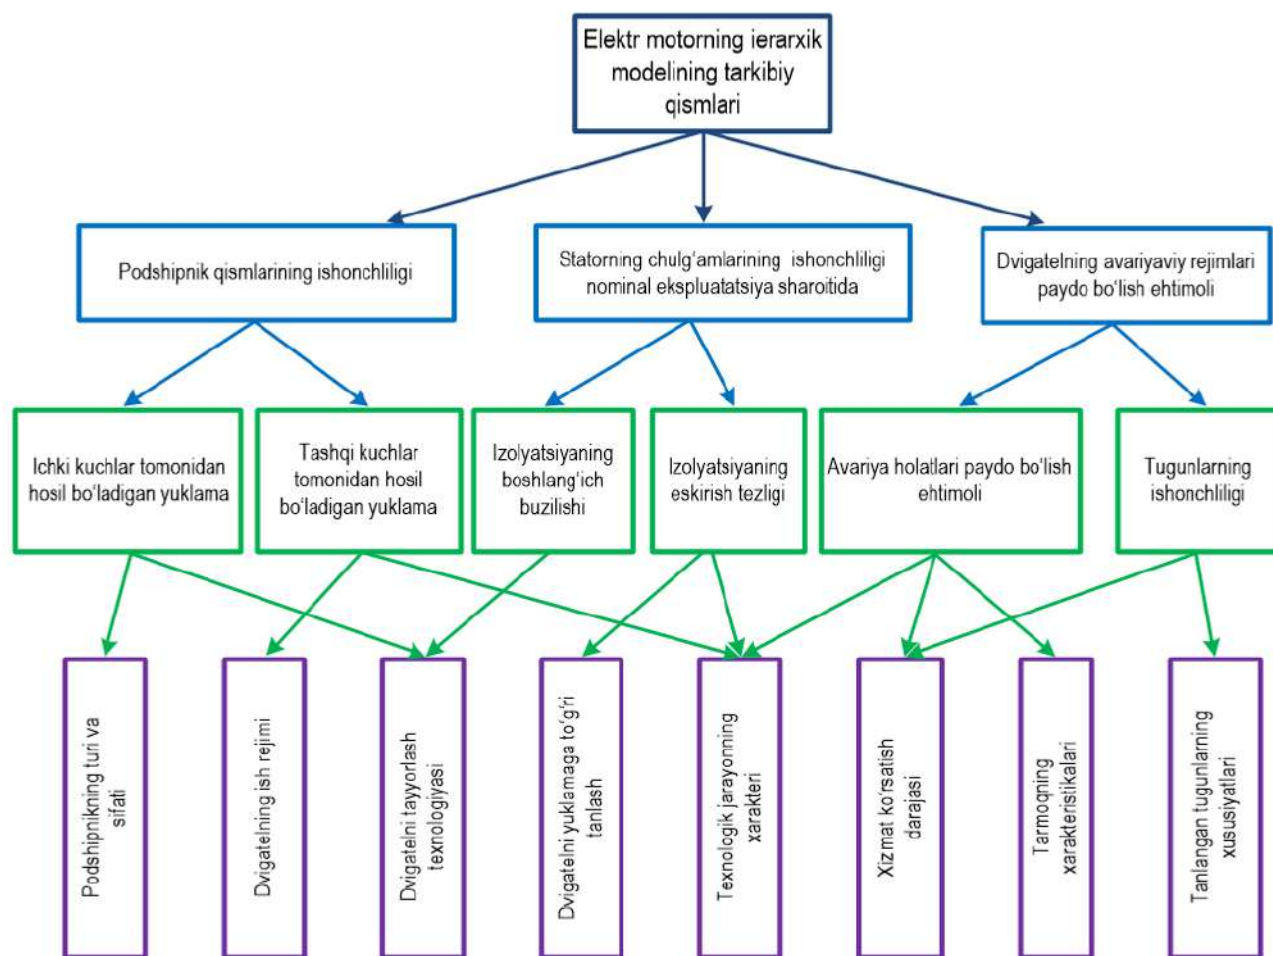 Elektr motorning ierarxik
modelining tarkibiy
qismlari
Podshipnik qismlarining ishonchliligi
Statorning chulg‘amlarining ishonchliligi
nominal ekspluatatsiya sharoitida
Dvigatelning avariyaviy rejimlari
paydo bo‘lish ehtimoli
Ichki kuchlar tomonidan
hosil bo‘ladigan yuklama
Tashqi kuchlar
tomonidan hosil
bo‘ladigan yuklama
Izolyatsiyaning
boshlang‘ich
buzilishi
Izolyatsiyaning
eskirish tezligi
Avariya holatlari paydo bo‘lish
ehtimoli
Tugunlarning
ishonchliligi
Podshipnikning turi va
sifati
Dvigatelning ish rejimi
Dvigatelni tayyorlash
texnologiyasi
Dvigatelni yuklamaga to‘g‘ri
tanlash
Texnologik jarayonning
xarakteri
Xizmat ko‘rsatish
darajasi
Tarmoqning
xarakteristikalari
Tanlangan tugunlarning
xususiyatlari